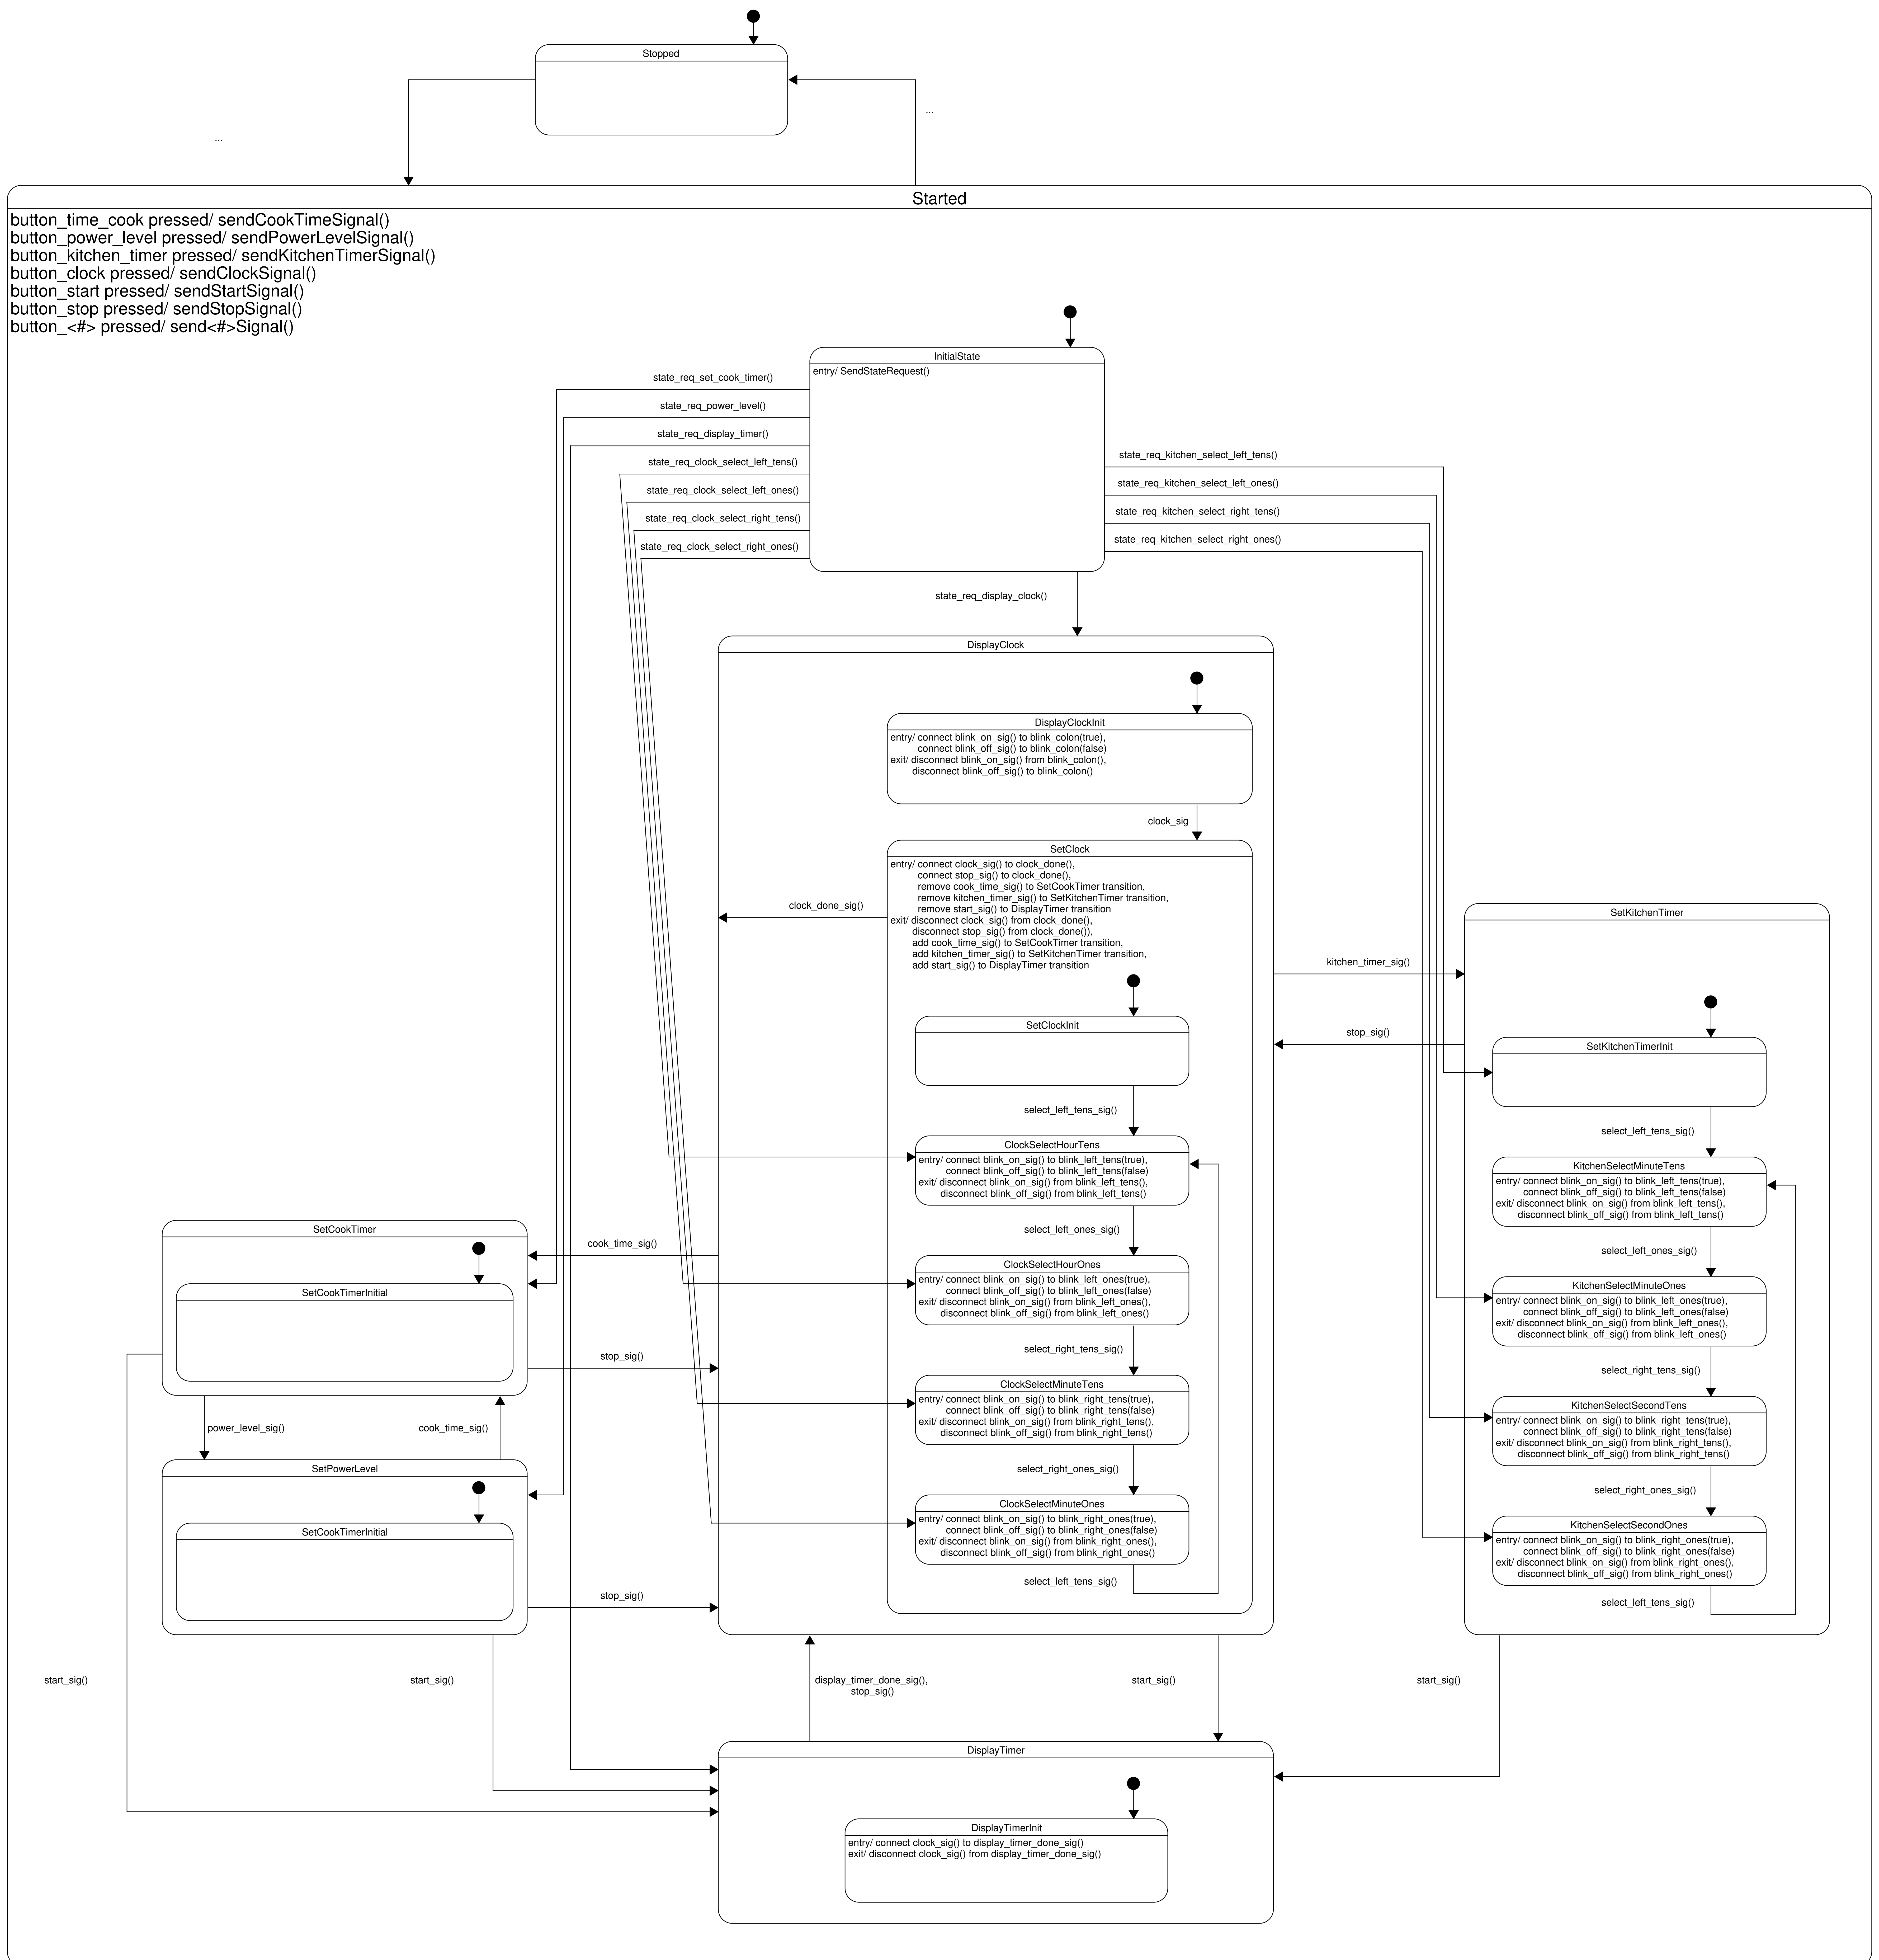 Stopped
...
...
Started
button_time_cook pressed/ sendCookTimeSignal()
button_power_level pressed/ sendPowerLevelSignal()
button_kitchen_timer pressed/ sendKitchenTimerSignal()
button_clock pressed/ sendClockSignal()
button_start pressed/ sendStartSignal()
button_stop pressed/ sendStopSignal()
button_<#> pressed/ send<#>Signal()
InitialState
entry/ SendStateRequest()
state_req_set_cook_timer()
state_req_power_level()
state_req_display_timer()
state_req_clock_select_left_tens()
state_req_clock_select_left_ones()
state_req_clock_select_right_tens()
state_req_clock_select_right_ones()
state_req_kitchen_select_left_tens()
state_req_kitchen_select_left_ones()
state_req_kitchen_select_right_tens()
state_req_kitchen_select_right_ones()
state_req_display_clock()
DisplayClock
DisplayClockInit
entry/ connect blink_on_sig() to blink_colon(true),
connect blink_off_sig() to blink_colon(false)
exit/ disconnect blink_on_sig() from blink_colon(),
disconnect blink_off_sig() to blink_colon()
clock_sig
SetClock
entry/ connect clock_sig() to clock_done(),
connect stop_sig() to clock_done(),
remove cook_time_sig() to SetCookTimer transition,
remove kitchen_timer_sig() to SetKitchenTimer transition,
remove start_sig() to DisplayTimer transition
exit/ disconnect clock_sig() from clock_done(),
disconnect stop_sig() from clock_done()),
add cook_time_sig() to SetCookTimer transition,
add kitchen_timer_sig() to SetKitchenTimer transition,
add start_sig() to DisplayTimer transition
clock_done_sig()
SetClockInit
select_left_tens_sig()
ClockSelectHourTens
entry/ connect blink_on_sig() to blink_left_tens(true),
connect blink_off_sig() to blink_left_tens(false)
exit/ disconnect blink_on_sig() from blink_left_tens(),
disconnect blink_off_sig() from blink_left_tens()
select_left_ones_sig()
ClockSelectHourOnes
entry/ connect blink_on_sig() to blink_left_ones(true),
connect blink_off_sig() to blink_left_ones(false)
exit/ disconnect blink_on_sig() from blink_left_ones(),
disconnect blink_off_sig() from blink_left_ones()
select_right_tens_sig()
ClockSelectMinuteTens
entry/ connect blink_on_sig() to blink_right_tens(true),
connect blink_off_sig() to blink_right_tens(false)
exit/ disconnect blink_on_sig() from blink_right_tens(),
disconnect blink_off_sig() from blink_right_tens()
select_right_ones_sig()
ClockSelectMinuteOnes
entry/ connect blink_on_sig() to blink_right_ones(true),
connect blink_off_sig() to blink_right_ones(false)
exit/ disconnect blink_on_sig() from blink_right_ones(),
disconnect blink_off_sig() from blink_right_ones()
select_left_tens_sig()
kitchen_timer_sig()
stop_sig()
SetKitchenTimer
SetKitchenTimerInit
select_left_tens_sig()
KitchenSelectMinuteTens
entry/ connect blink_on_sig() to blink_left_tens(true),
connect blink_off_sig() to blink_left_tens(false)
exit/ disconnect blink_on_sig() from blink_left_tens(),
disconnect blink_off_sig() from blink_left_tens()
select_left_ones_sig()
KitchenSelectMinuteOnes
entry/ connect blink_on_sig() to blink_left_ones(true),
connect blink_off_sig() to blink_left_ones(false)
exit/ disconnect blink_on_sig() from blink_left_ones(),
disconnect blink_off_sig() from blink_left_ones()
select_right_tens_sig()
KitchenSelectSecondTens
entry/ connect blink_on_sig() to blink_right_tens(true),
connect blink_off_sig() to blink_right_tens(false)
exit/ disconnect blink_on_sig() from blink_right_tens(),
disconnect blink_off_sig() from blink_right_tens()
select_right_ones_sig()
KitchenSelectSecondOnes
entry/ connect blink_on_sig() to blink_right_ones(true),
connect blink_off_sig() to blink_right_ones(false)
exit/ disconnect blink_on_sig() from blink_right_ones(),
disconnect blink_off_sig() from blink_right_ones()
select_left_tens_sig()
SetCookTimer
SetCookTimerInitial
cook_time_sig()
stop_sig()
power_level_sig()
cook_time_sig()
SetPowerLevel
SetCookTimerInitial
stop_sig()
start_sig()
start_sig()
display_timer_done_sig(),
stop_sig()
start_sig()
start_sig()
DisplayTimer
DisplayTimerInit
entry/ connect clock_sig() to display_timer_done_sig()
exit/ disconnect clock_sig() from display_timer_done_sig()